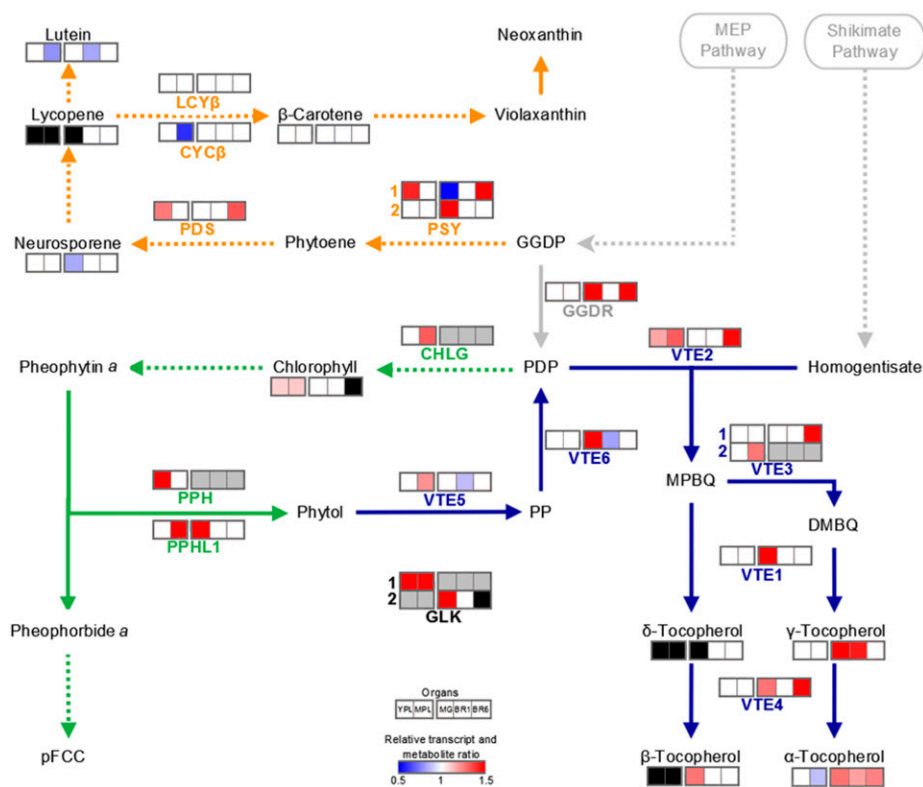 Lutein
Neoxanthin
MEP
Pathway
Shikimate
Pathway
LCYβ
Lycopene
β-Carotene
Violaxanthin
CYCβ
1
2
PDS
PSY
Neurosporene
Phytoene
GGDP
GGDR
CHLG
VTE2
Pheophytin a
Chlorophyll
PDP
Homogentisate
1
2
VTE6
VTE3
PPH
VTE5
MPBQ
Phytol
PP
DMBQ
PPHL1
VTE1
1
2
GLK
Pheophorbide a
δ-Tocopherol
γ-Tocopherol
Organs
YPL MPL MG BR1 BR6
VTE4
Relative transcript and
metabolite ratio
pFCC
0.5 1 1.5
β-Tocopherol
α-Tocopherol